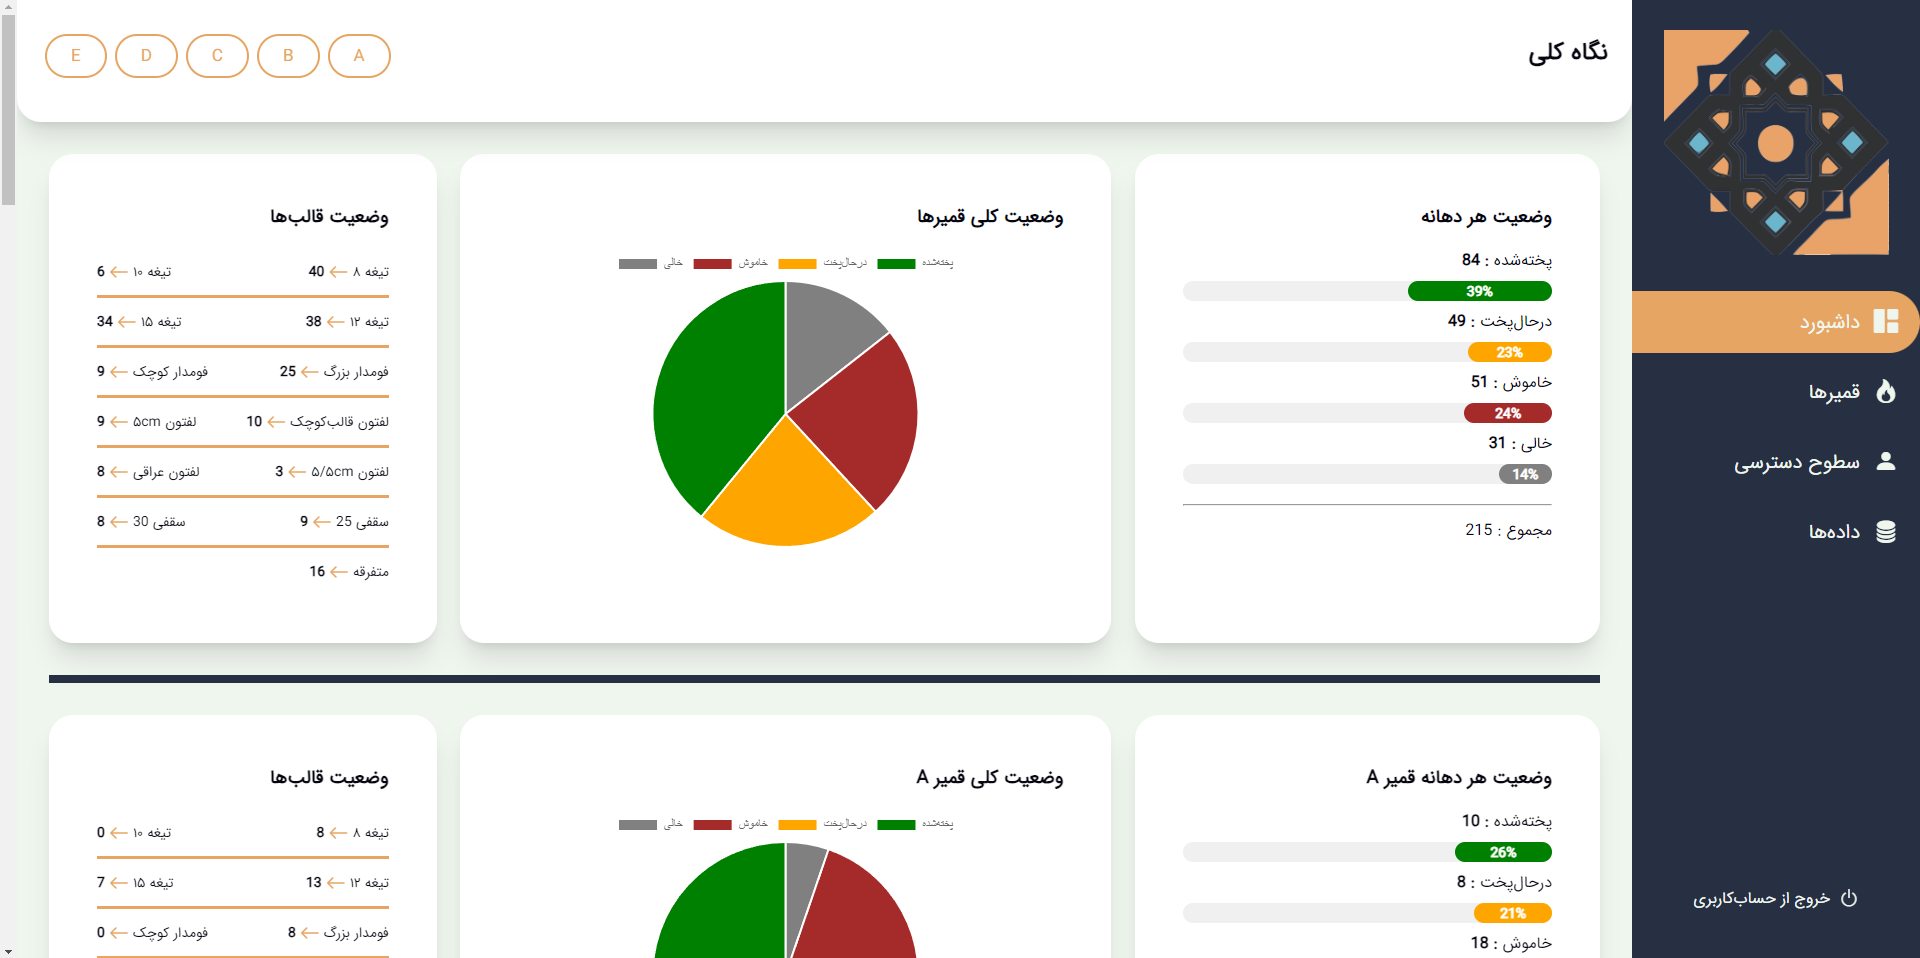 نگاه کلی
A B C D E
داشبورد
قمیرها
سطوح دسترسی
داده‌ها
خروج از حساب‌کاربری
وضعیت هر دهانه
پخته‌شده : 84
39%
درحال‌پخت : 49
23%
خاموش : 51
24%
خالی : 31
14%
مجموع : 215
وضعیت کلی قمیرها
پخته‌شده درحال‌پخت خاموش خالی
وضعیت قالب‌ها
تیغه ۸ ← 40 تیغه ۱۰ ← 6
تیغه ۱۲ ← 38 تیغه ۱۵ ← 34
فومدار بزرگ ← 25 فومدار کوچک ← 9
لفتون قالب‌کوچک ← 10 لفتون ۵cm ← 9
لفتون ۵/۵cm ← 3 لفتون عراقی ← 8
سقفی 25 ← 9 سقفی 30 ← 8
متفرقه ← 16
وضعیت هر دهانه قمیر A
پخته‌شده : 10
26%
درحال‌پخت : 8
21%
خاموش : 18
وضعیت کلی قمیر A
پخته‌شده درحال‌پخت خاموش خالی
وضعیت قالب‌ها
تیغه ۸ ← 8 تیغه ۱۰ ← 0
تیغه ۱۲ ← 13 تیغه ۱۵ ← 7
فومدار بزرگ ← 8 فومدار کوچک ← 0